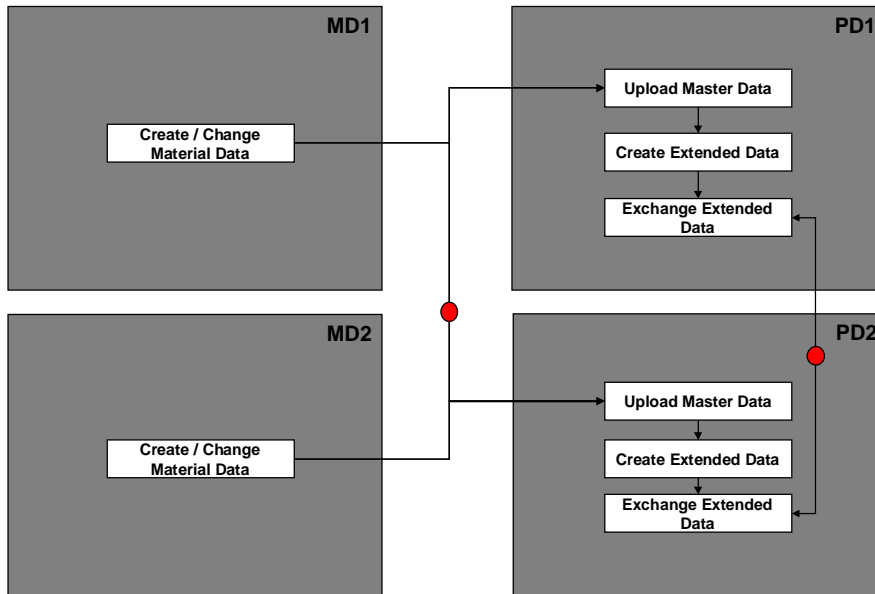 MD1
Create / Change
Material Data
PD1
Upload Master Data
Create Extended Data
Exchange Extended
Data
MD2
Create / Change
Material Data
PD2
Upload Master Data
Create Extended Data
Exchange Extended
Data